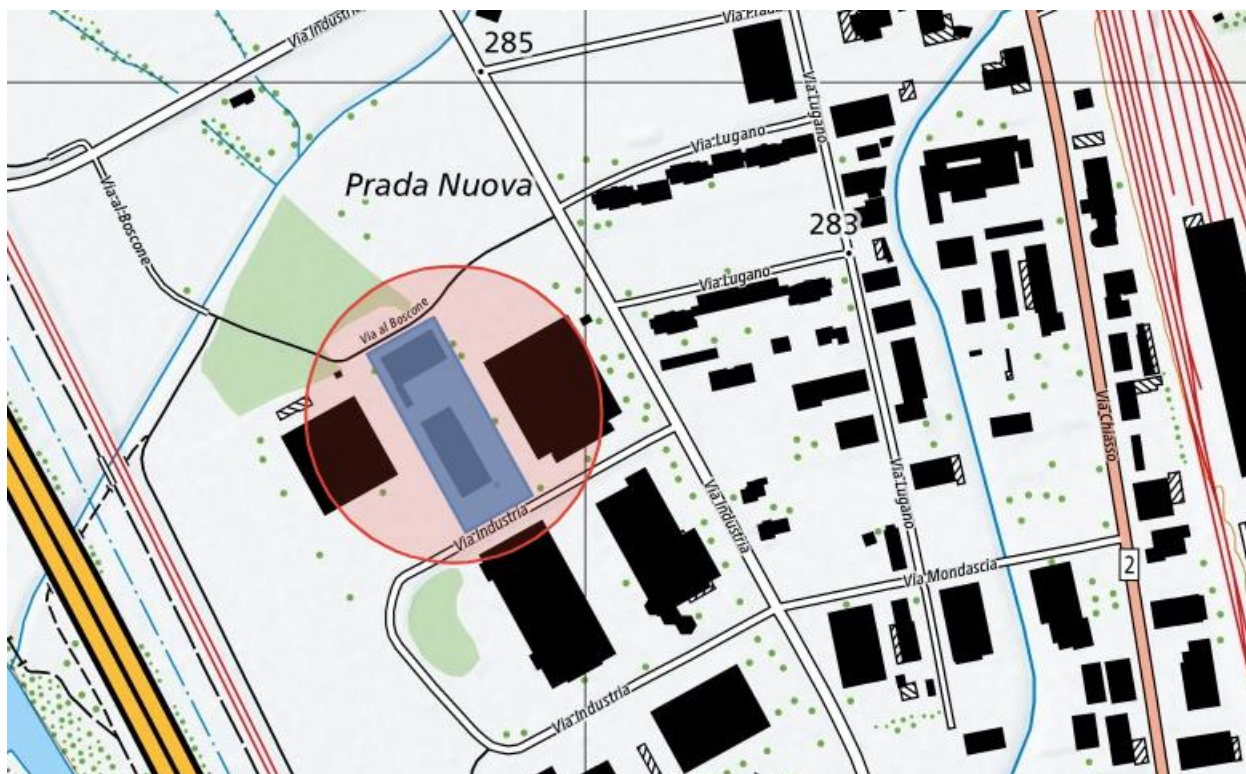 Via Industria
285
Via Prada
Via Lugano
Via Lugano
Via al Boscone
Prada Nuova
283
Via Lugano
Via al Boscone
Via Chiasso
Via Lugano
Via Industria
Via Industria
2
Via Mondascia
Via Industria